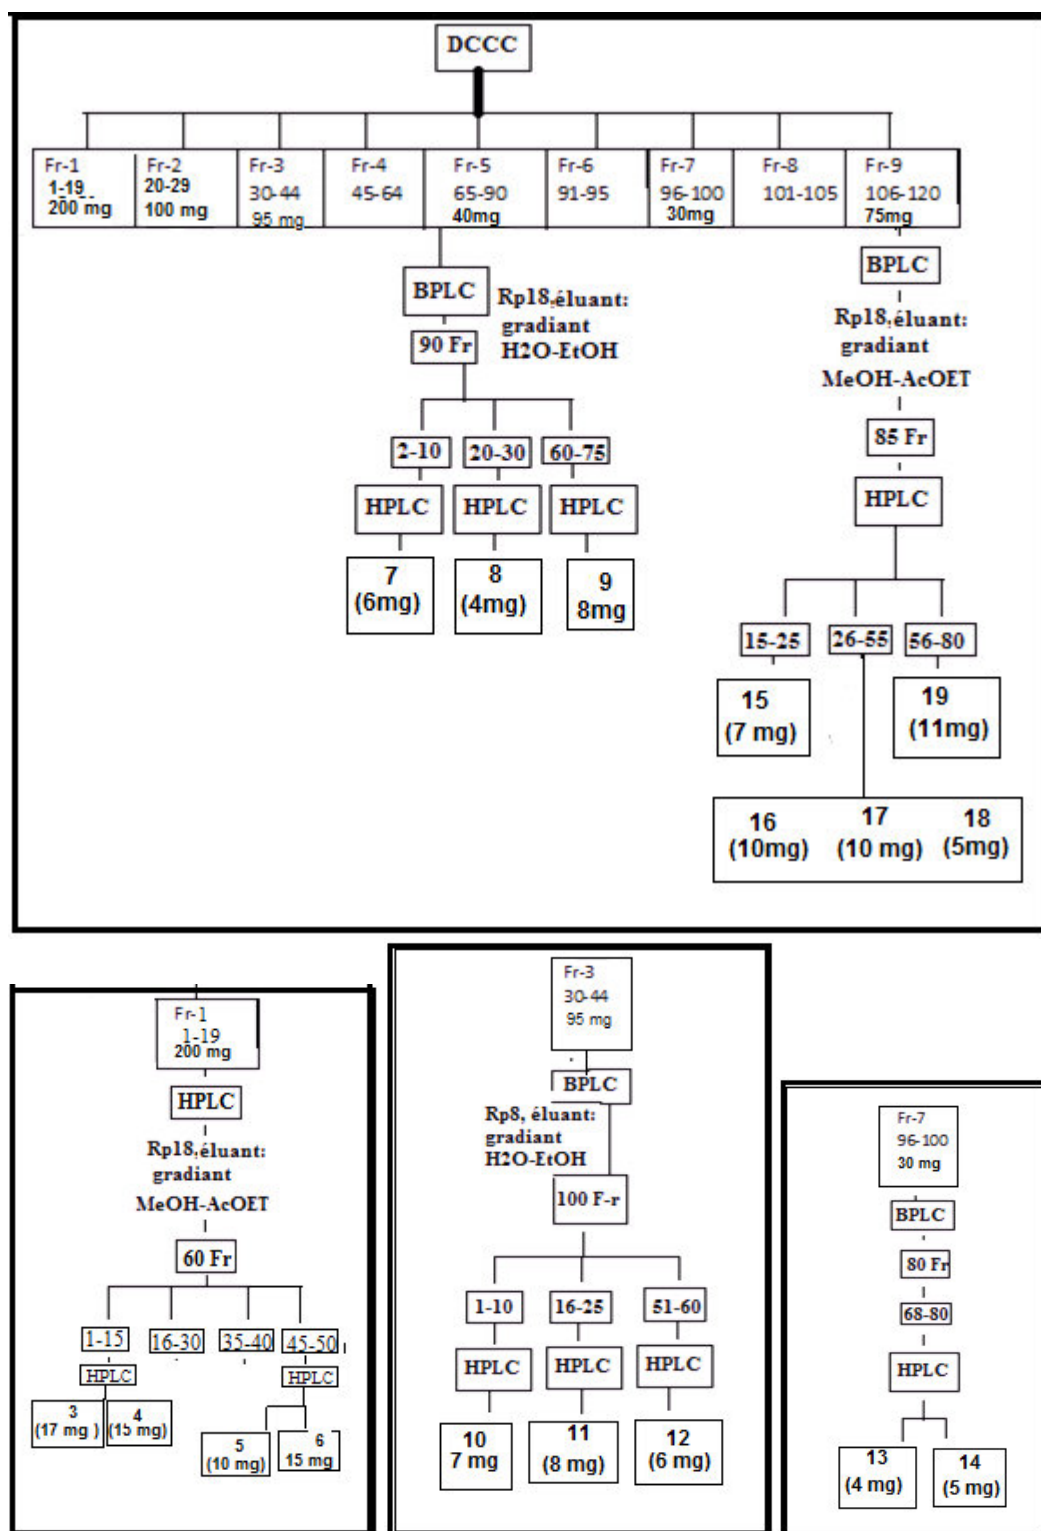 DCCC
Fr-1
1-19
200 mg
Fr-2
20-29
100 mg
Fr-3
30-44
95 mg
Fr-4
45-64
Fr-5
65-90
40mg
Fr-6
91-95
Fr-7
96-100
30mg
Fr-8
101-105
Fr-9
106-120
75mg
BPLC
Rp18,éluant:
gradiant
H2O-EtOH
90 Fr
2-10
20-30
60-75
HPLC
HPLC
HPLC
7
(6mg)
8
(4mg)
9
8mg
BPLC
Rp18,éluant:
gradiant
MeOH-AcOET
85 Fr
HPLC
15-25
26-55
56-80
15
(7 mg)
19
(11mg)
16
(10mg)
17
(10 mg)
18
(5mg)
Fr-1
1-19
200 mg
HPLC
Rp18,éluant:
gradiant
MeOH-AcOET
60 Fr
1-15
16-30
35-40
45-50
HPLC
HPLC
3
(17 mg )
4
(15 mg)
5
(10 mg)
6
15 mg
Fr-3
30-44
95 mg
BPLC
Rp8, éluant:
gradiant
H2O-EtOH
100 F-r
1-10
16-25
51-60
HPLC
HPLC
HPLC
10
7 mg
11
(8 mg)
12
(6 mg)
Fr-7
96-100
30 mg
BPLC
80 Fr
68-80
HPLC
13
(4 mg)
14
(5 mg)